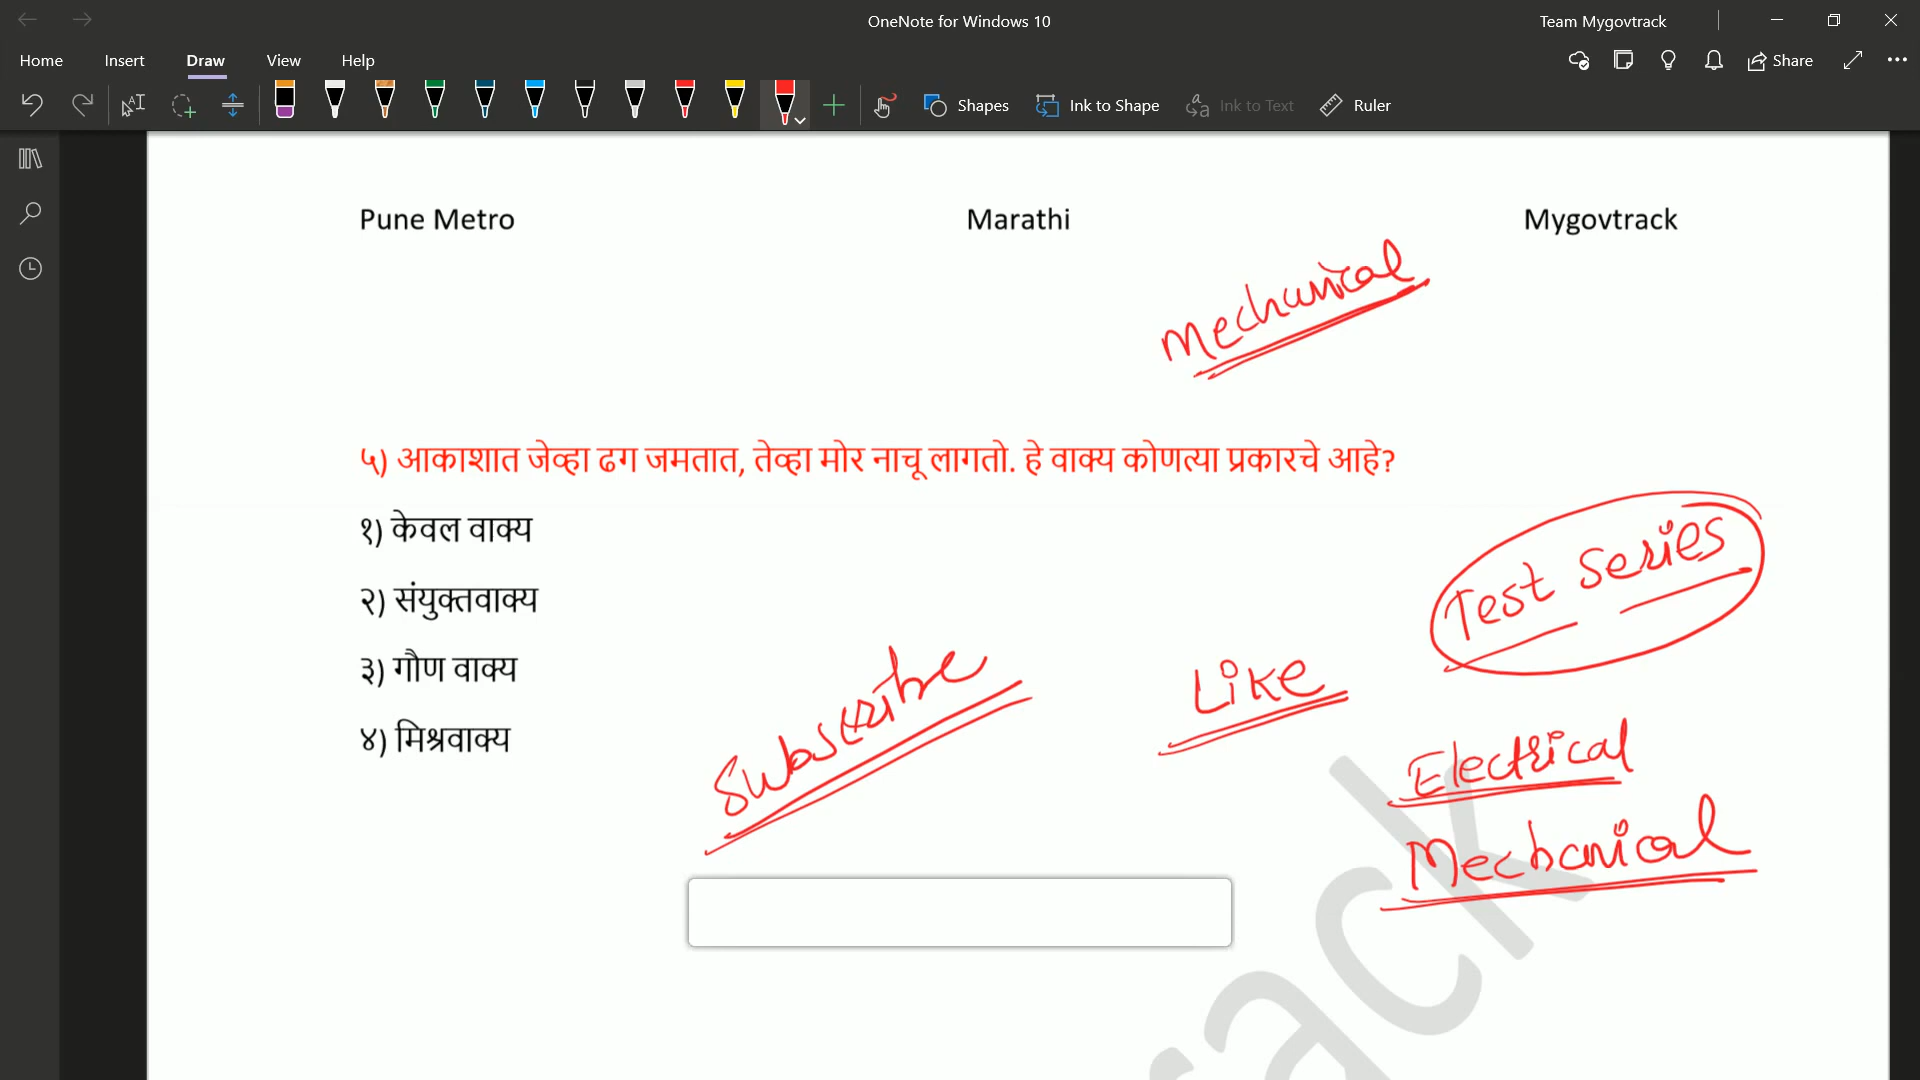 OneNote for Windows 10
Team Mygovtrack
Home Insert Draw View Help
Share
Shapes Ink to Shape Ink to Text Ruler
Pune Metro Marathi Mygovtrack
Mechanical
५) आकाशात जेव्हा ढग जमतात, तेव्हा मोर नाचू लागतो. हे वाक्य कोणत्या प्रकारचे आहे?
१) केवल वाक्य
२) संयुक्तवाक्य
३) गौण वाक्य
४) मिश्रवाक्य
Test Series
Subscribe
Like
Electrical
Mechanical